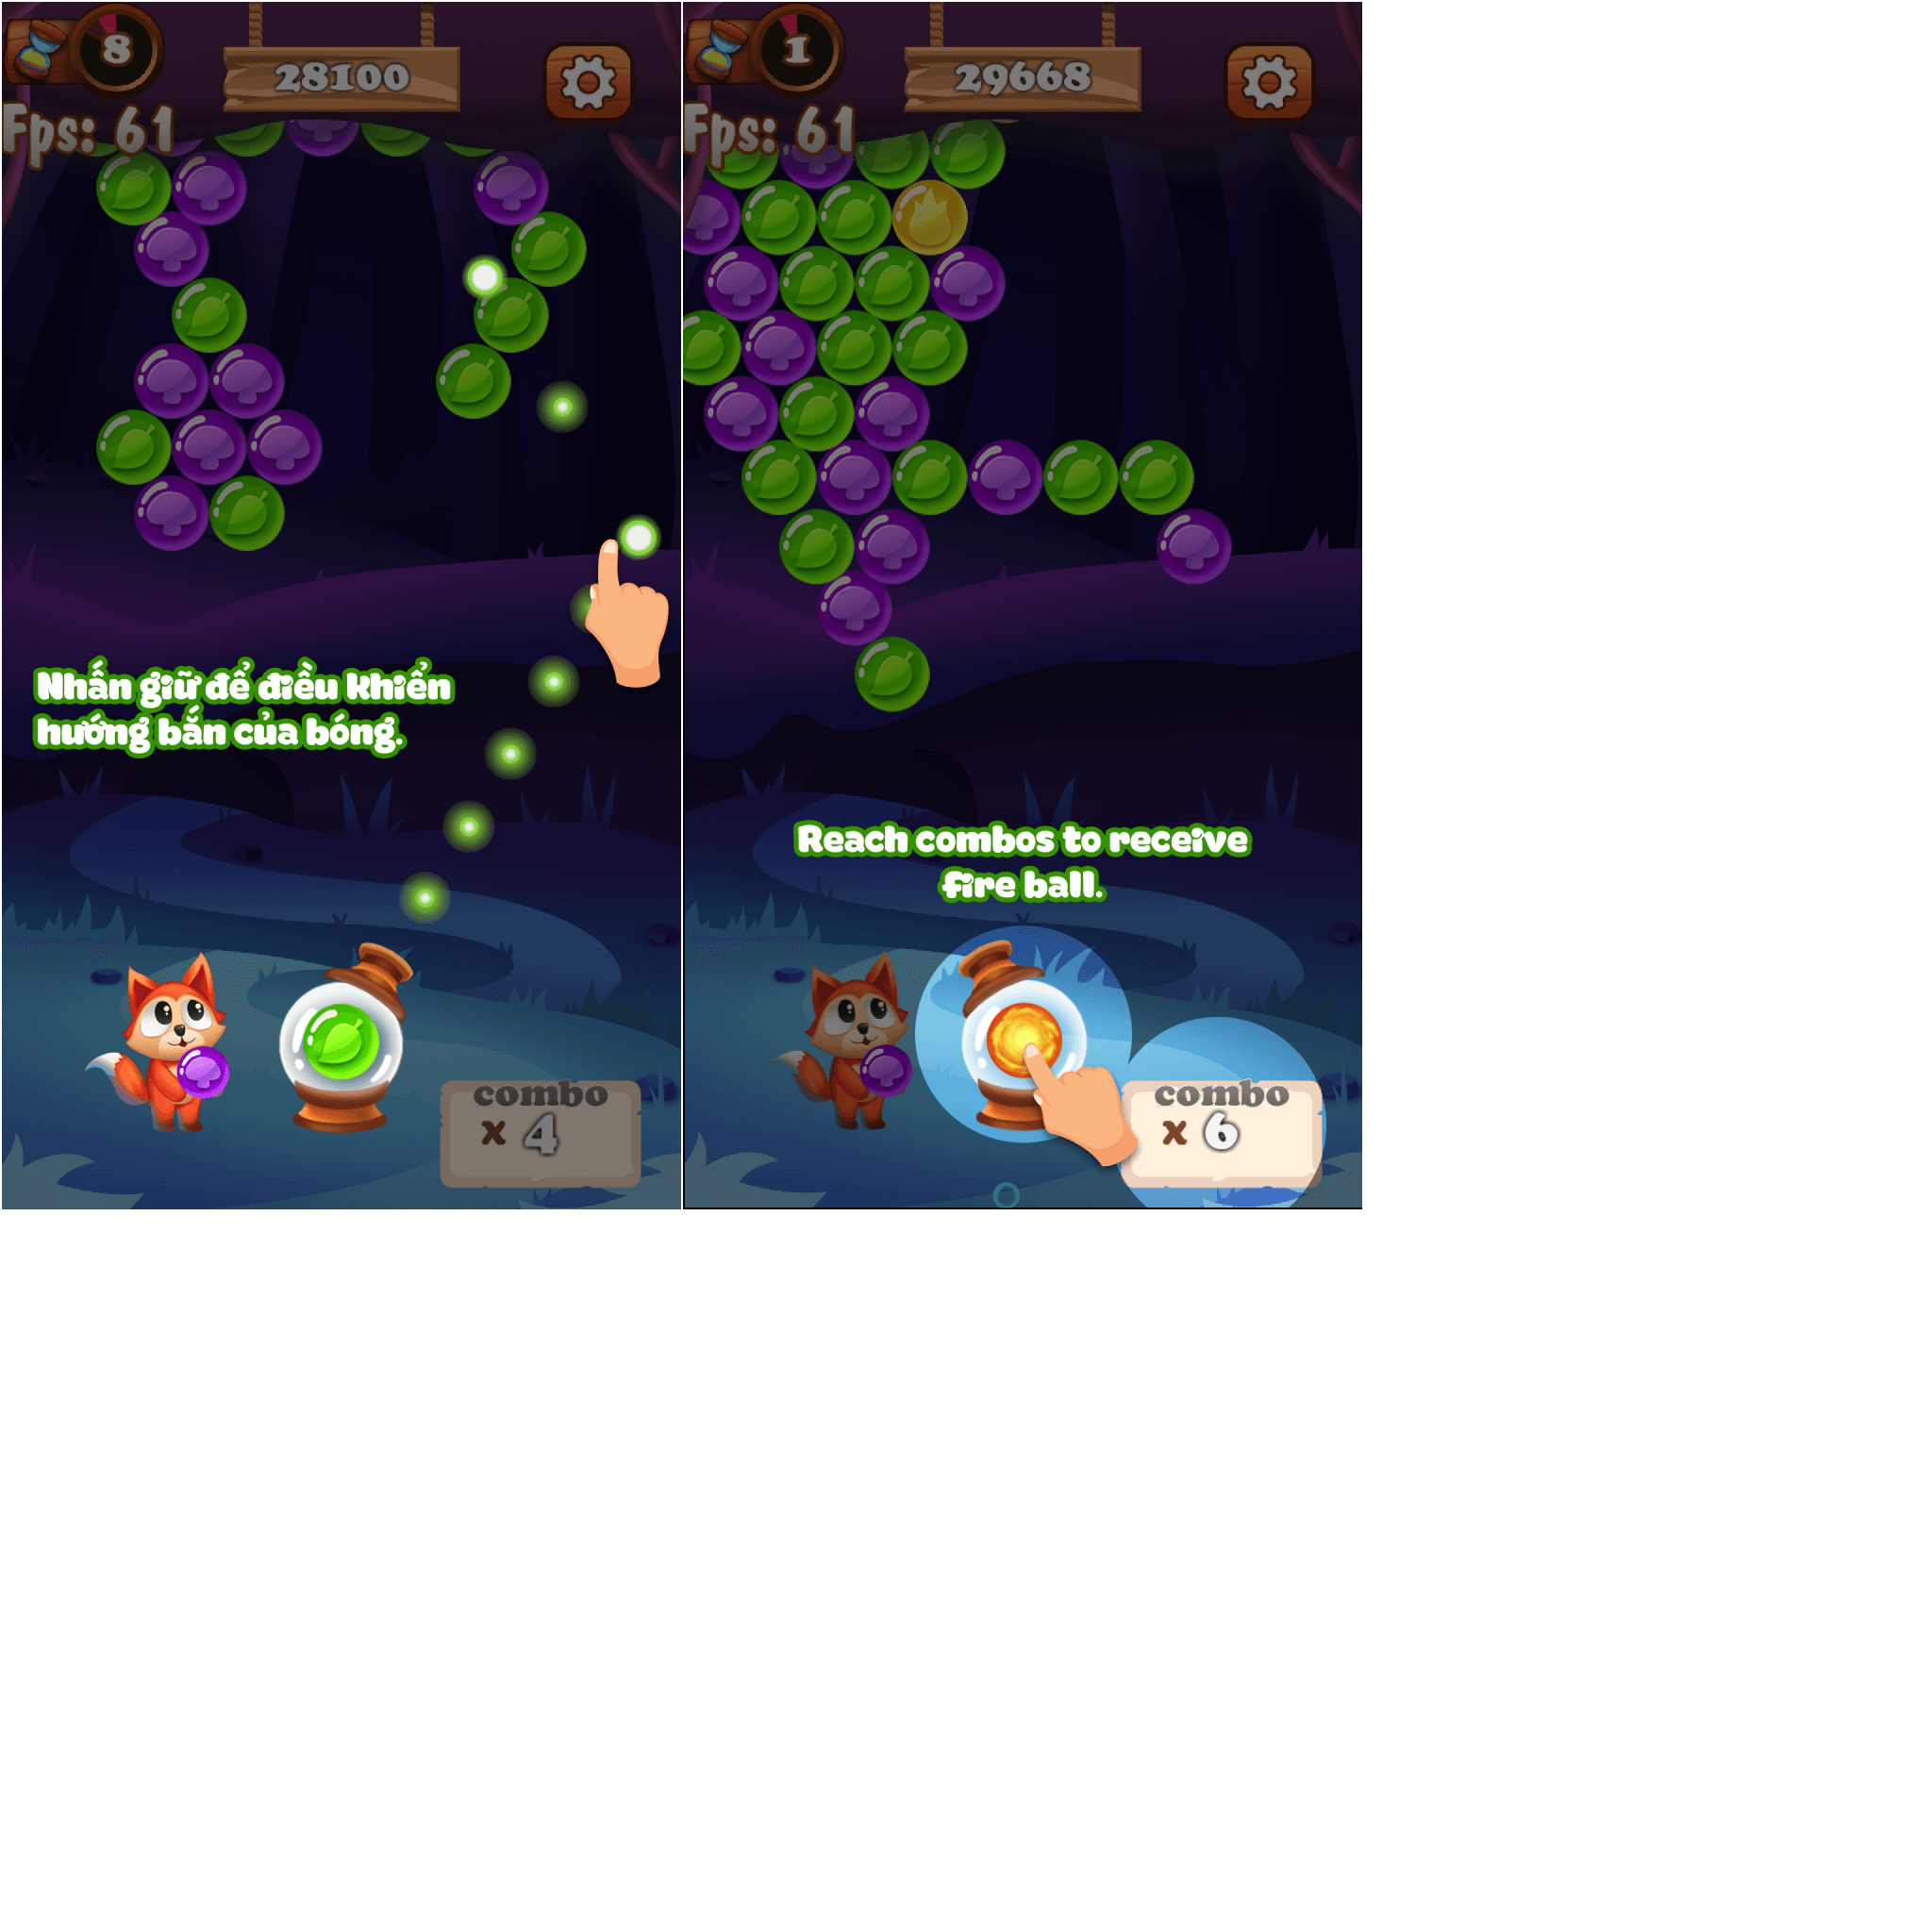 8
28100
Fps: 61
Nhấn giữ để điều khiển
hướng bắn của bóng.
combo
x 4
1
29668
Fps: 61
Reach combos to receive
fire ball.
combo
x 6